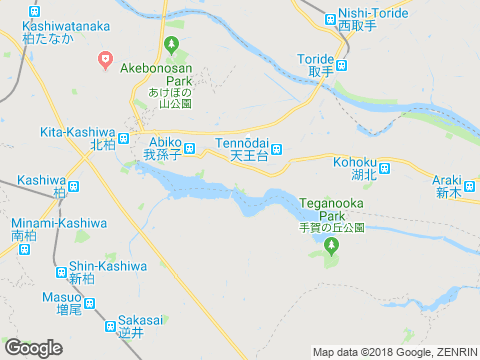 Kashiwatanaka
柏たなか
Nishi-Toride
西取手
Akebonosan
Park
あけぼの
山公園
Toride
取手
Kita-Kashiwa
北柏
Abiko
我孫子
Tennōdai
天王台
Kohoku
湖北
Kashiwa
柏
Araki
新木
Teganooka
Park
手賀の丘公園
Minami-Kashiwa
南柏
Shin-Kashiwa
新柏
Masuo
増尾
Sakasai
逆井
Google
Map data ©2018 Google, ZENRIN